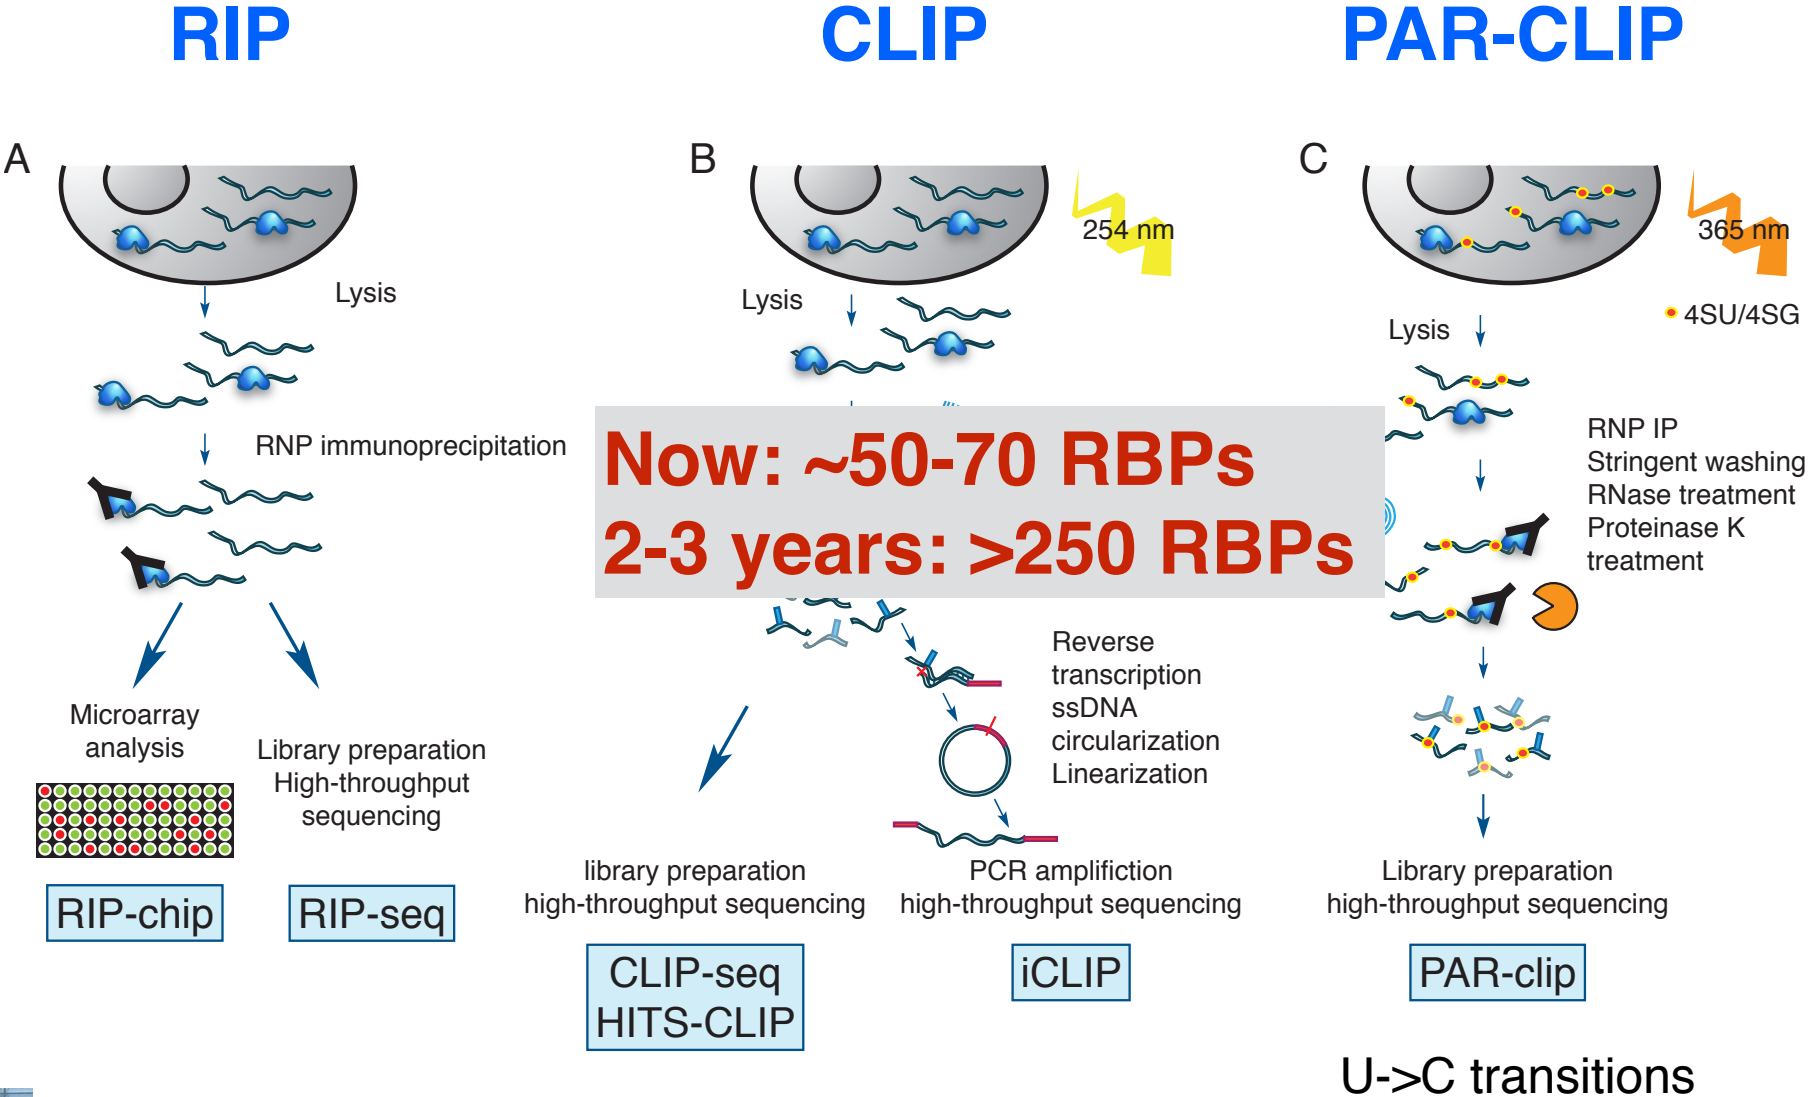 RIP
CLIP
PAR-CLIP
A
Lysis
RNP immunoprecipitation
Microarray
analysis
Library preparation
High-throughput
sequencing
RIP-chip
RIP-seq
B
254 nm
Lysis
Now: ~50-70 RBPs
2-3 years: >250 RBPs
Reverse
transcription
ssDNA
circularization
Linearization
library preparation
high-throughput sequencing
PCR amplifiction
high-throughput sequencing
CLIP-seq
HITS-CLIP
iCLIP
C
365 nm
4SU/4SG
Lysis
RNP IP
Stringent washing
RNase treatment
Proteinase K
treatment
Library preparation
high-throughput sequencing
PAR-clip
U->C transitions